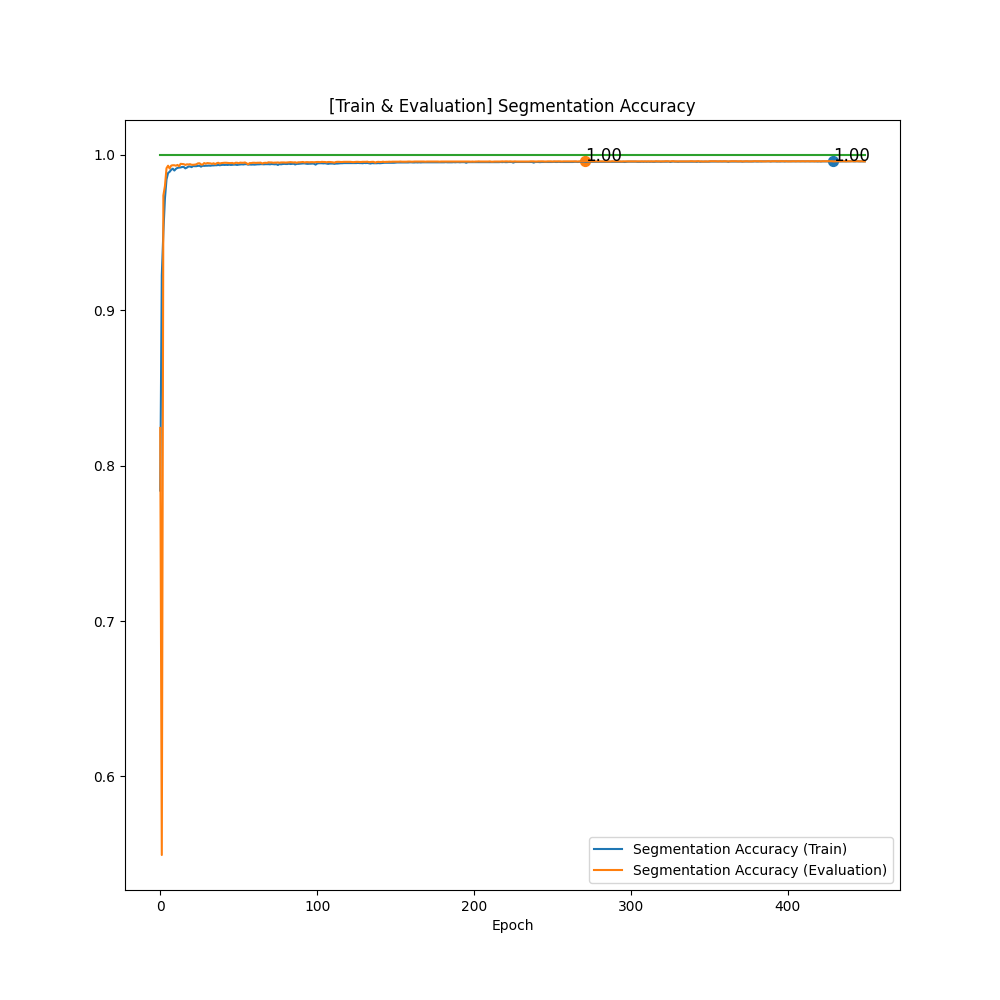 [Train & Evaluation] Segmentation Accuracy
1.0
0.9
0.8
0.7
0.6
1.00
1.00
Segmentation Accuracy (Train)
Segmentation Accuracy (Evaluation)
0 100 200 300 400
Epoch